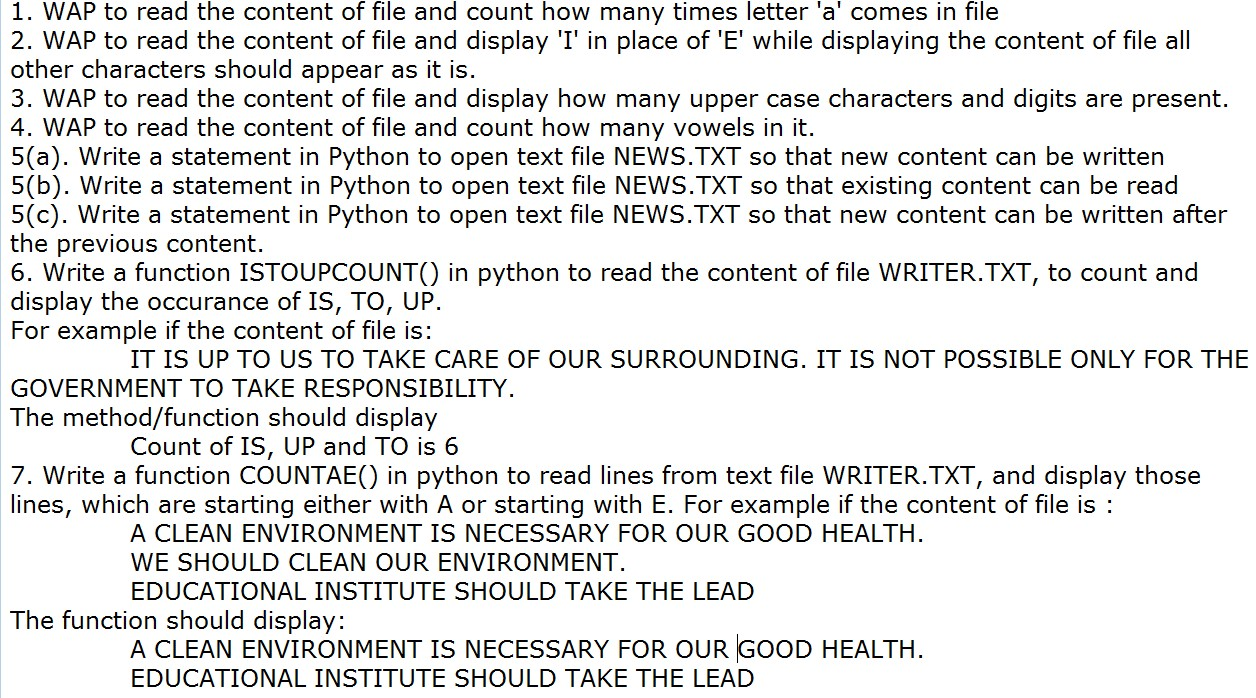 1. WAP to read the content of file and count how many times letter 'a' comes in file
2. WAP to read the content of file and display 'I' in place of 'E' while displaying the content of file all
other characters should appear as it is.
3. WAP to read the content of file and display how many upper case characters and digits are present.
4. WAP to read the content of file and count how many vowels in it.
5(a). Write a statement in Python to open text file NEWS.TXT so that new content can be written
5(b). Write a statement in Python to open text file NEWS.TXT so that existing content can be read
5(c). Write a statement in Python to open text file NEWS.TXT so that new content can be written after
the previous content.
6. Write a function ISTOUPCOUNT() in python to read the content of file WRITER.TXT, to count and
display the occurance of IS, TO, UP.
For example if the content of file is:
IT IS UP TO US TO TAKE CARE OF OUR SURROUNDING. IT IS NOT POSSIBLE ONLY FOR THE
GOVERNMENT TO TAKE RESPONSIBILITY.
The method/function should display
Count of IS, UP and TO is 6
7. Write a function COUNTAE() in python to read lines from text file WRITER.TXT, and display those
lines, which are starting either with A or starting with E. For example if the content of file is :
A CLEAN ENVIRONMENT IS NECESSARY FOR OUR GOOD HEALTH.
WE SHOULD CLEAN OUR ENVIRONMENT.
EDUCATIONAL INSTITUTE SHOULD TAKE THE LEAD
The function should display:
A CLEAN ENVIRONMENT IS NECESSARY FOR OUR GOOD HEALTH.
EDUCATIONAL INSTITUTE SHOULD TAKE THE LEAD